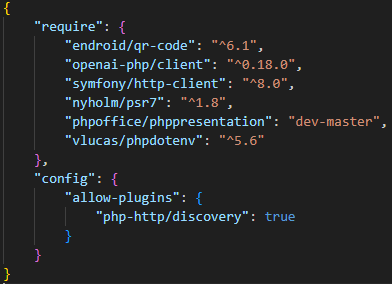 {
    "require": {
        "endroid/qr-code": "^6.1",
        "openai-php/client": "^0.18.0",
        "symfony/http-client": "^8.0",
        "nyholm/psr7": "^1.8",
        "phpoffice/phppresentation": "dev-master",
        "vlucas/phpdotenv": "^5.6"
    },
    "config": {
        "allow-plugins": {
            "php-http/discovery": true
        }
    }
}